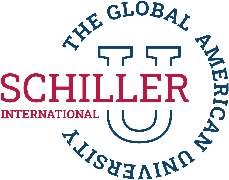 THE GLOBAL AMERICAN UNIVERSITY
U
SCHILLER
INTERNATIONAL